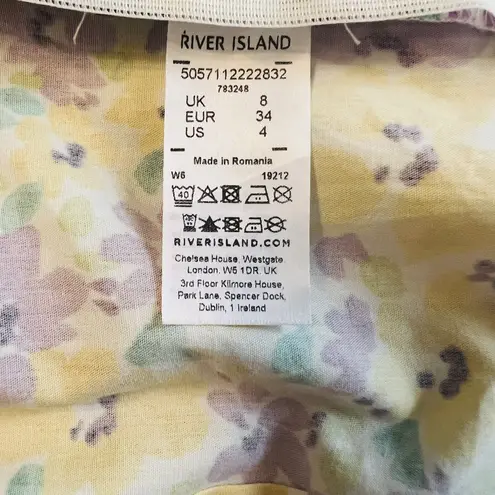 RIVER ISLAND
5057112222832
783248
UK 8
EUR 34
US 4
Made in Romania
W6 19212
40
RIVERISLAND.COM
Chelsea House, Westgate,
London, W5 1DR, UK
3rd Floor Kilmore House,
Park Lane, Spencer Dock,
Dublin, 1 Ireland